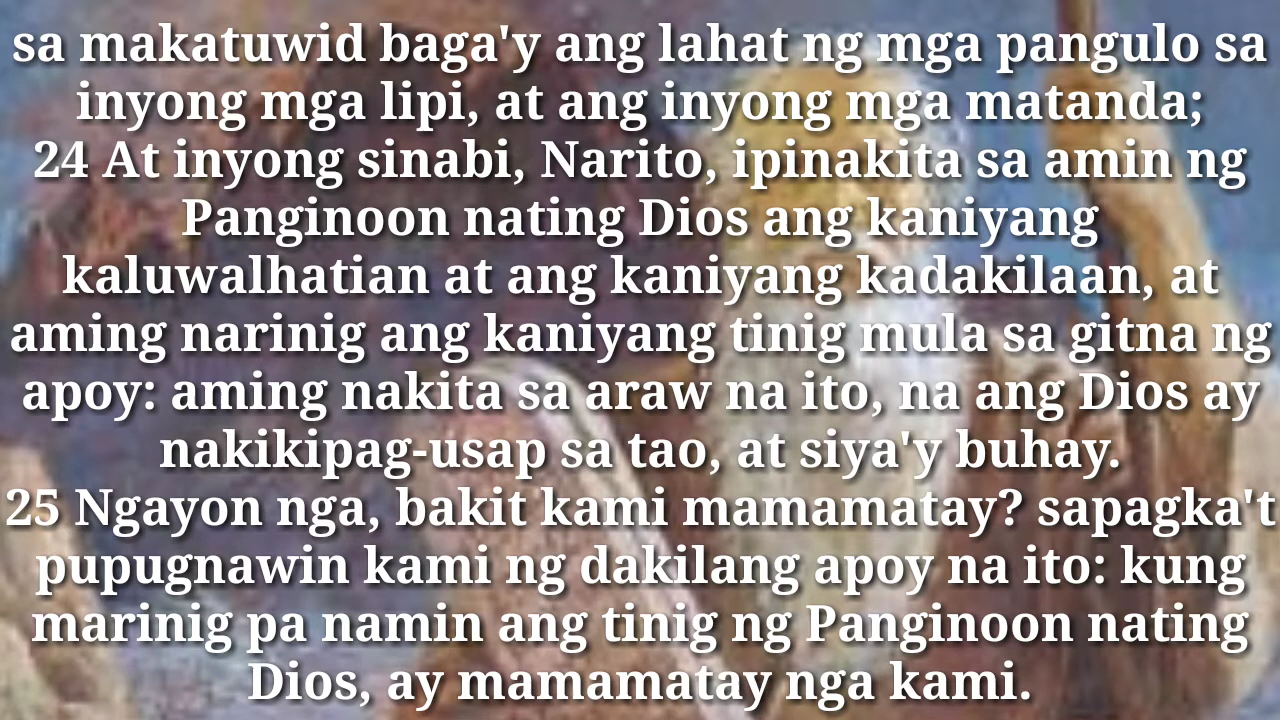 sa makatuwid baga'y ang lahat ng mga pangulo sa
inyong mga lipi, at ang inyong mga matanda;
24 At inyong sinabi, Narito, ipinakita sa amin ng
Panginoon nating Dios ang kaniyang
kaluwalhatian at ang kaniyang kadakilaan, at
aming narinig ang kaniyang tinig mula sa gitna ng
apoy: aming nakita sa araw na ito, na ang Dios ay
nakikipag-usap sa tao, at siya'y buhay.
25 Ngayon nga, bakit kami mamamatay? sapagka't
pupugnawin kami ng dakilang apoy na ito: kung
marinig pa namin ang tinig ng Panginoon nating
Dios, ay mamamatay nga kami.